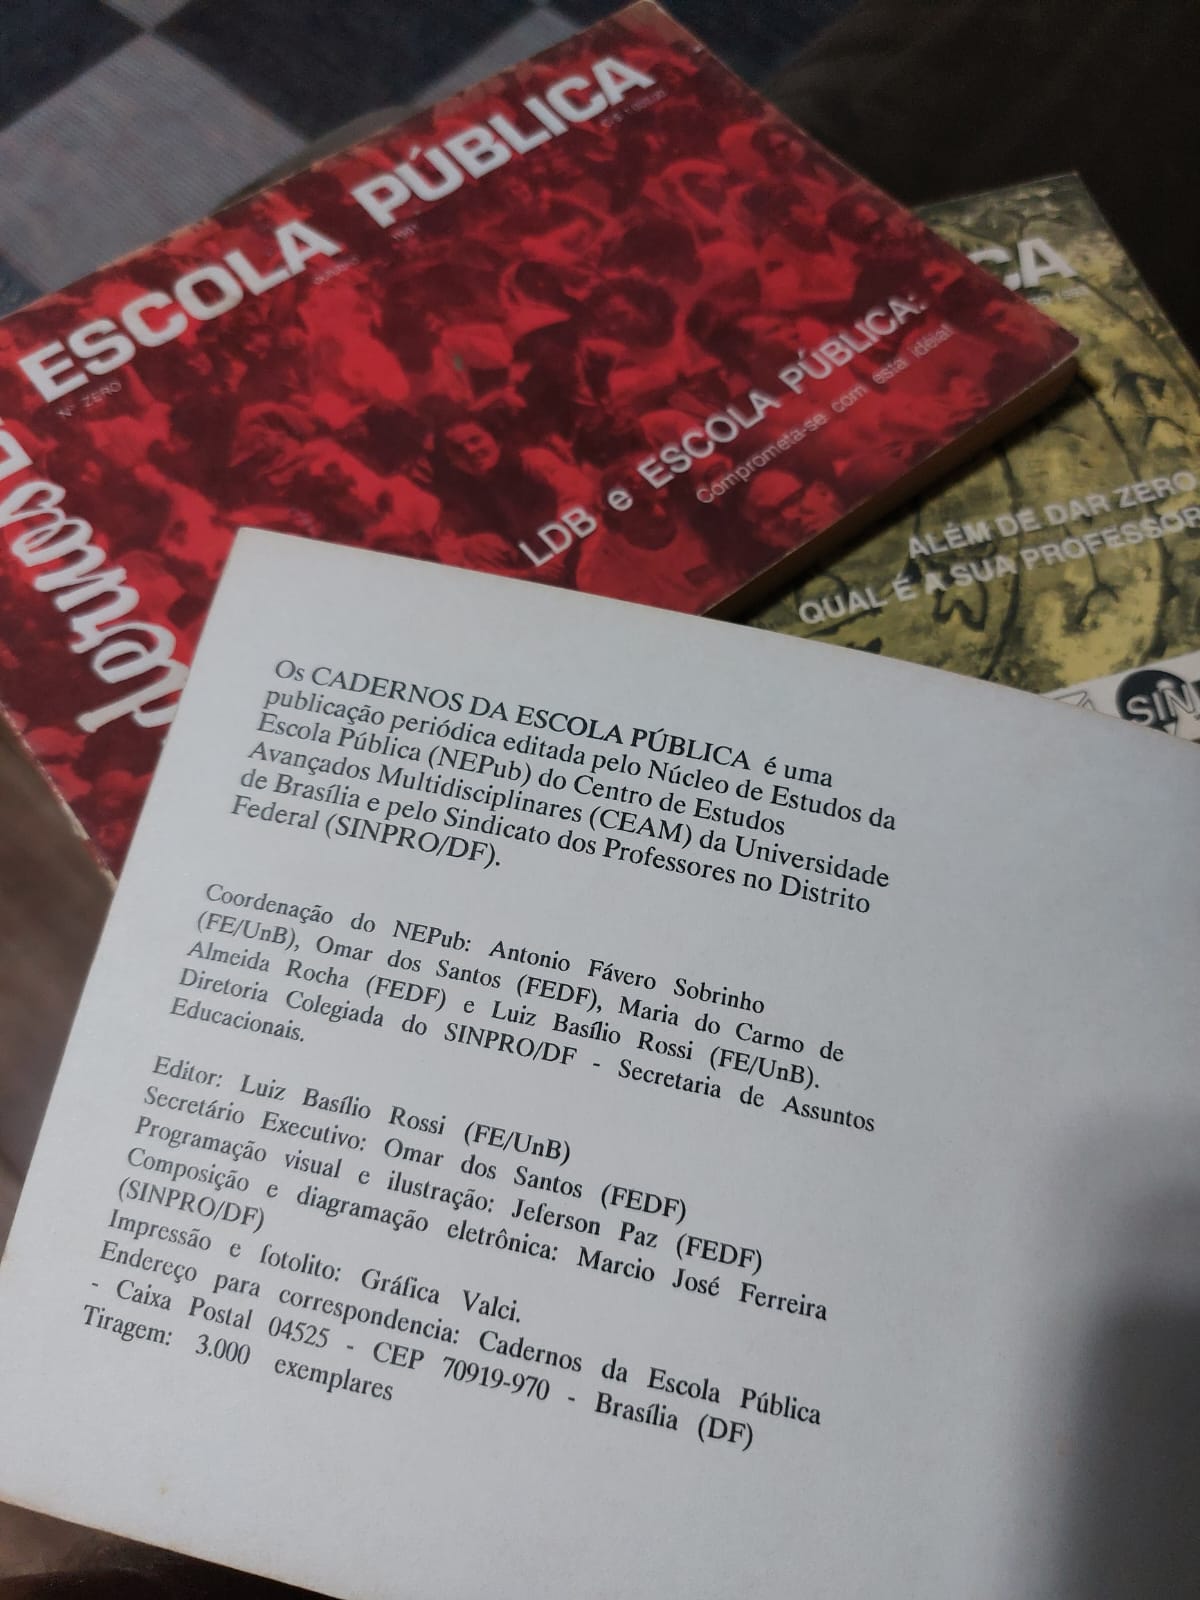 ESCOLA PÚBLICA
Nº ZERO
1991
LDB e ESCOLA PÚBLICA:
Comprometa-se com esta idéia!
CA
ALÉM DE DAR ZERO
QUAL É A SUA PROFESSOR
SIN
Os CADERNOS DA ESCOLA PÚBLICA é uma
publicação periódica editada pelo Núcleo de Estudos da
Escola Pública (NEPub) do Centro de Estudos
Avançados Multidisciplinares (CEAM) da Universidade
de Brasília e pelo Sindicato dos Professores no Distrito
Federal (SINPRO/DF).
Coordenação do NEPub: Antonio Fávero Sobrinho
(FE/UnB), Omar dos Santos (FEDF), Maria do Carmo de
Almeida Rocha (FEDF) e Luiz Basílio Rossi (FE/UnB).
Diretoria Colegiada do SINPRO/DF - Secretaria de Assuntos
Educacionais.
Editor: Luiz Basílio Rossi (FE/UnB)
Secretário Executivo: Omar dos Santos (FEDF)
Programação visual e ilustração: Jeferson Paz (FEDF)
Composição e diagramação eletrônica: Marcio José Ferreira
(SINPRO/DF)
Impressão e fotolito: Gráfica Valci.
Endereço para correspondencia: Cadernos da Escola Pública
- Caixa Postal 04525 - CEP 70919-970 - Brasília (DF)
Tiragem: 3.000 exemplares